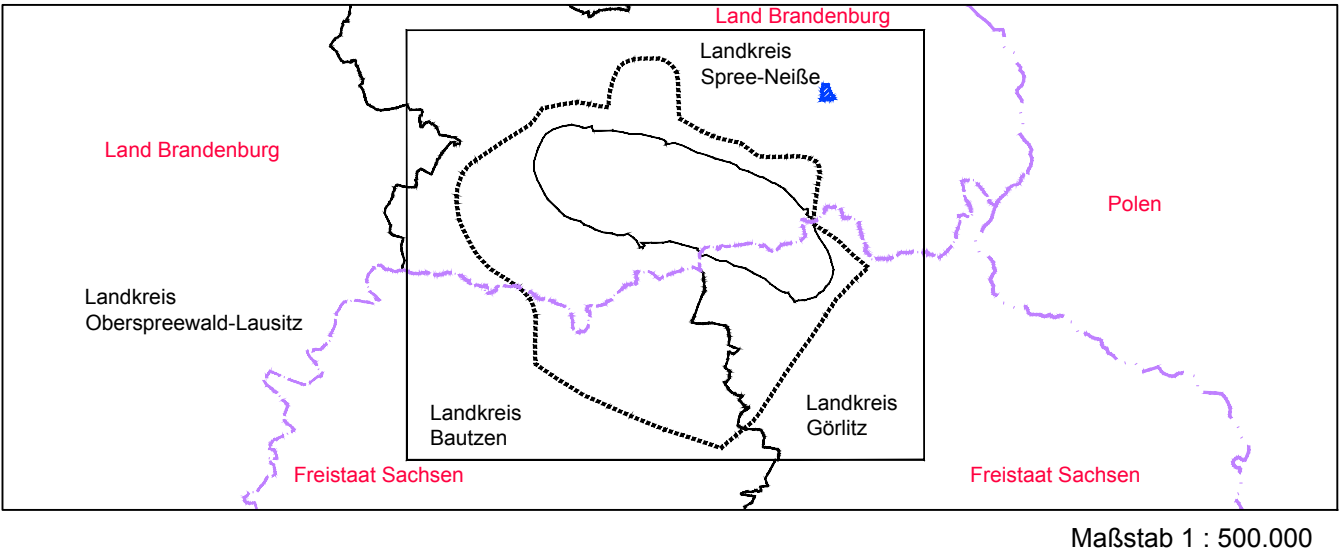 Land Brandenburg
Landkreis
Spree-Neiße
Land Brandenburg
Polen
Landkreis
Oberspreewald-Lausitz
Landkreis
Bautzen
Landkreis
Görlitz
Freistaat Sachsen
Freistaat Sachsen
Maßstab 1 : 500.000